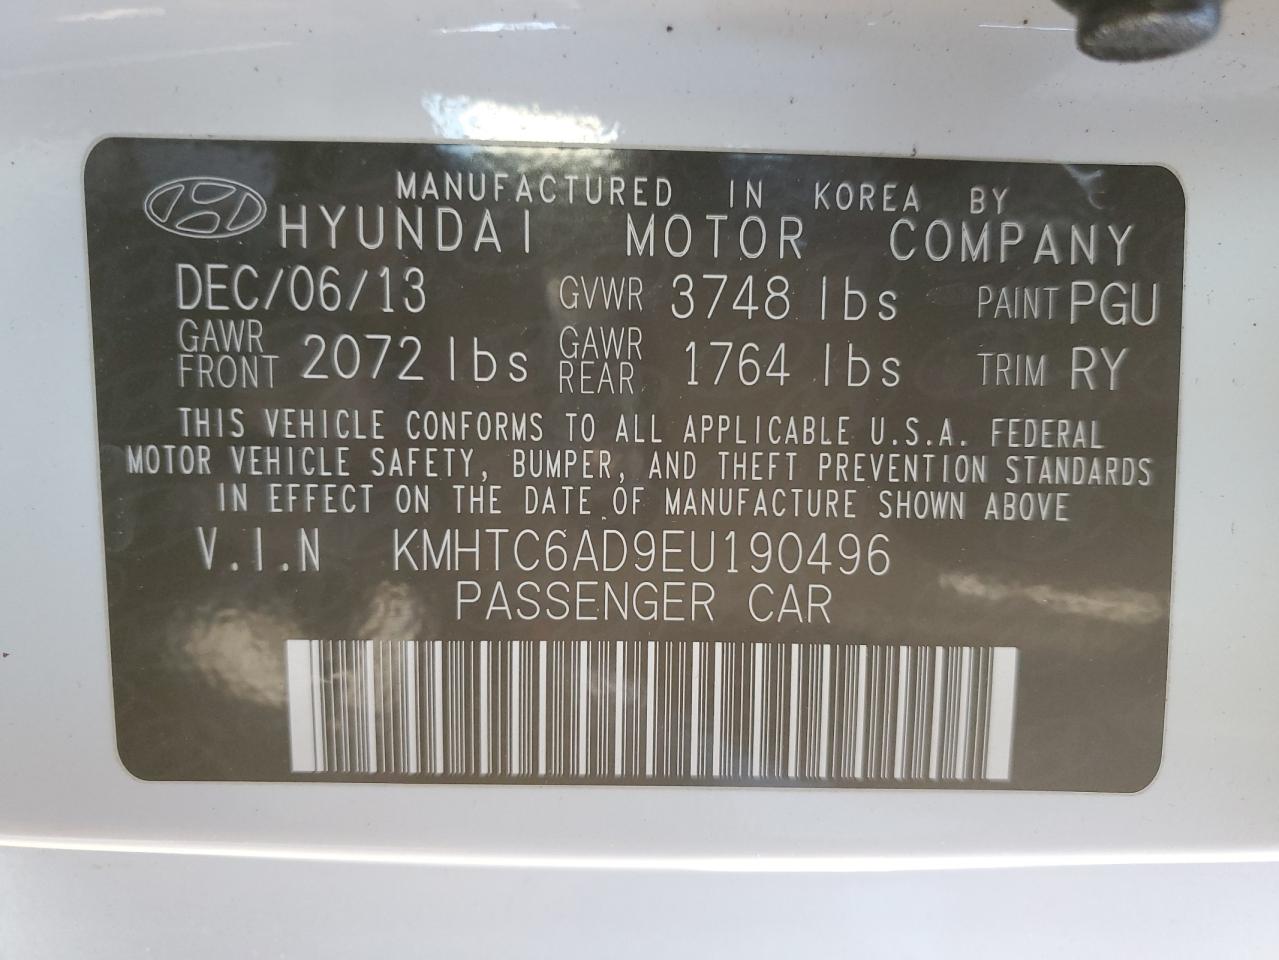 MANUFACTURED IN KOREA BY
HYUNDAI MOTOR COMPANY
DEC/06/13 GVWR 3748 lbs PAINT PGU
GAWR FRONT 2072 lbs GAWR REAR 1764 lbs TRIM RY
THIS VEHICLE CONFORMS TO ALL APPLICABLE U.S.A. FEDERAL
MOTOR VEHICLE SAFETY, BUMPER, AND THEFT PREVENTION STANDARDS
IN EFFECT ON THE DATE OF MANUFACTURE SHOWN ABOVE
V.I.N KMHTC6AD9EU190496
PASSENGER CAR